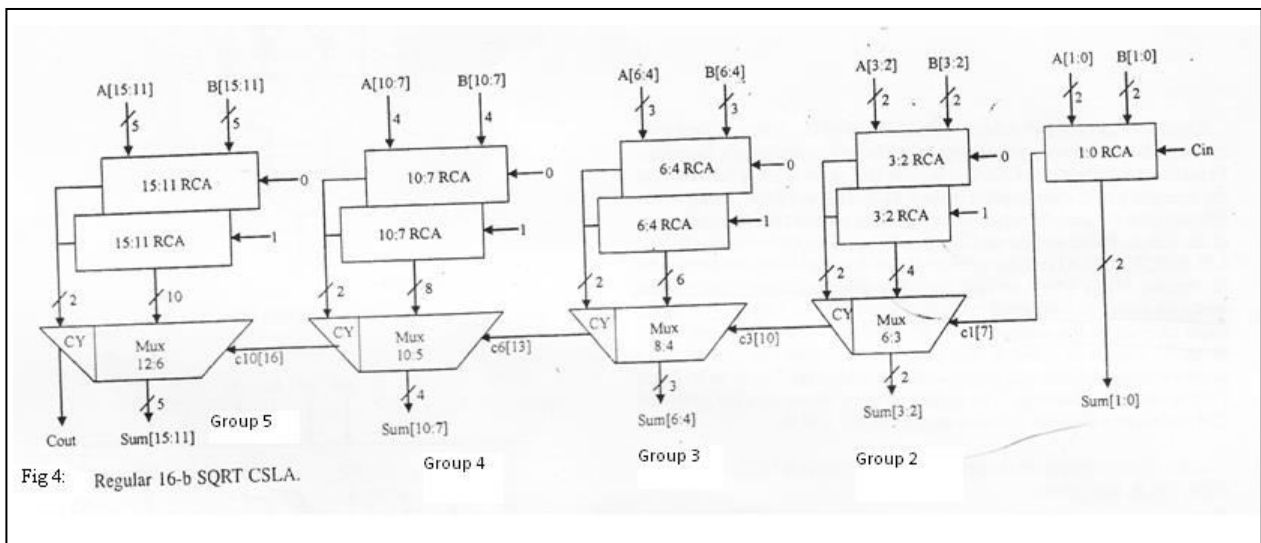 A[15:11] B[15:11] A[10:7] B[10:7] A[6:4] B[6:4] A[3:2] B[3:2] A[1:0] B[1:0]
5 5 4 4 3 3 2 2 2 2
15:11 RCA 0 10:7 RCA 0 6:4 RCA 0 3:2 RCA 0 1:0 RCA Cin
15:11 RCA 1 10:7 RCA 1 6:4 RCA 1 3:2 RCA 1
2 10 2 8 2 6 2 4 2
CY Mux 12:6 c10[16] CY Mux 10:5 c6[13] CY Mux 8:4 c3[10] CY Mux 6:3 c1[7]
5 4 3 2
Cout Sum[15:11] Sum[10:7] Sum[6:4] Sum[3:2] Sum[1:0]
Group 5 Group 4 Group 3 Group 2
Fig 4: Regular 16-b SQRT CSLA.